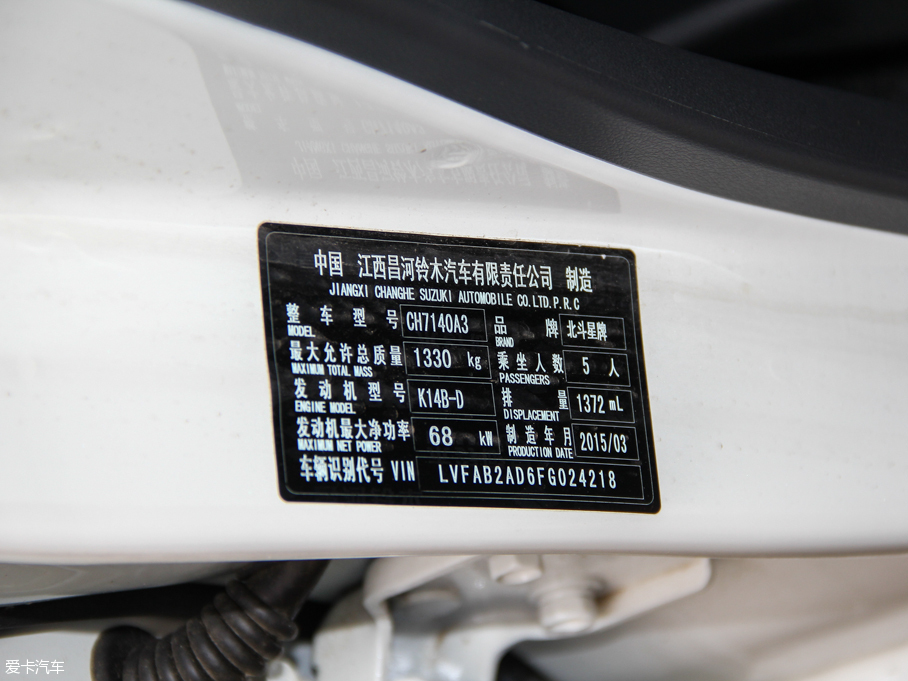 中国 江西昌河铃木汽车有限责任公司 制造
JIANGXI CHANGHE SUZUKI AUTOMOBILE CO.LTD.P.R.C
整车型号 CH7140A3 品牌 北斗星牌
MODEL BRAND
最大允许总质量 1330 kg 乘坐人数 5 人
MAXIMUM TOTAL MASS PASSENGERS
发动机型号 K14B-D 排量 1372 mL
ENGINE MODEL DISPLACEMENT
发动机最大净功率 68 kW 制造年月 2015/03
MAXIMUM NET POWER PRODUCTION DATE
车辆识别代号 VIN LVFAB2AD6FG024218
爱卡汽车